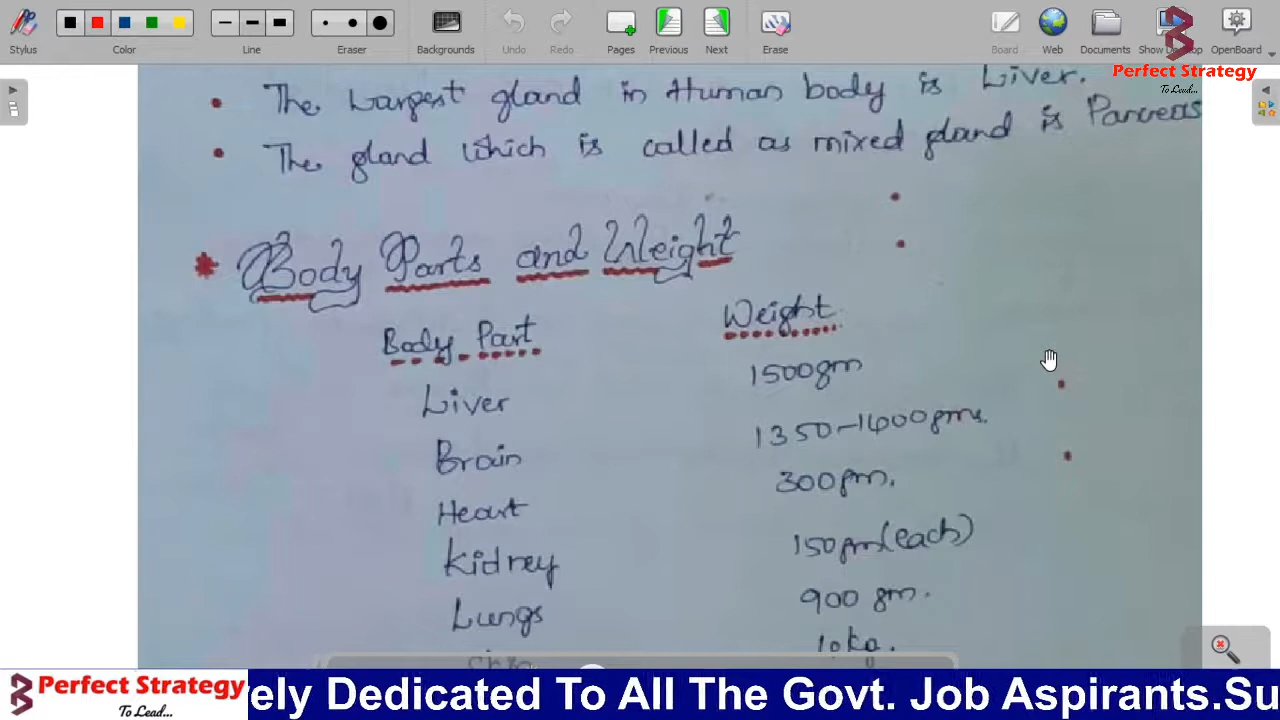 Stylus Color Line Eraser Backgrounds Undo Redo Pages Previous Next Erase Board Web Documents Show OpenBoard
Perfect Strategy
To Lead...
• The Largest gland in Human body is Liver.
• The gland which is called as mixed gland is Pancreas
* Body Parts and Weight
Body Part Weight
Liver 1500gm
Brain 1350-1400gms.
Heart 300gm.
Kidney 150gm(each)
Lungs 900 gm.
10kg.
Perfect Strategy
To Lead...
ely Dedicated To All The Govt. Job Aspirants.Su